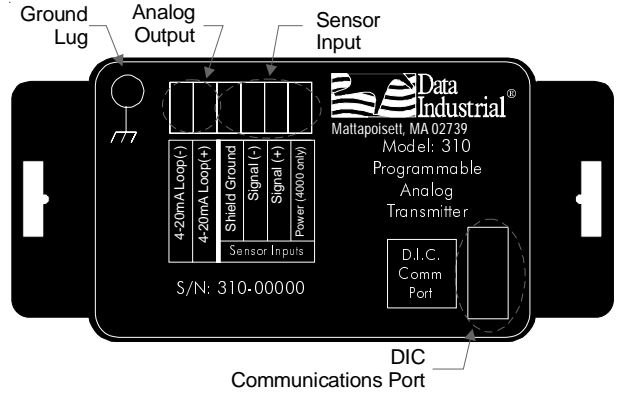 Ground
Lug
Analog
Output
Sensor
Input
Data
Industrial®
Mattapoisett, MA 02739
Model: 310
Programmable
Analog
Transmitter
4-20mA Loop(-)
4-20mA Loop(+)
Shield Ground
Signal (-)
Signal (+)
Power (4000 only)
Sensor Inputs
D.I.C.
Comm
Port
S/N: 310-00000
DIC
Communications Port